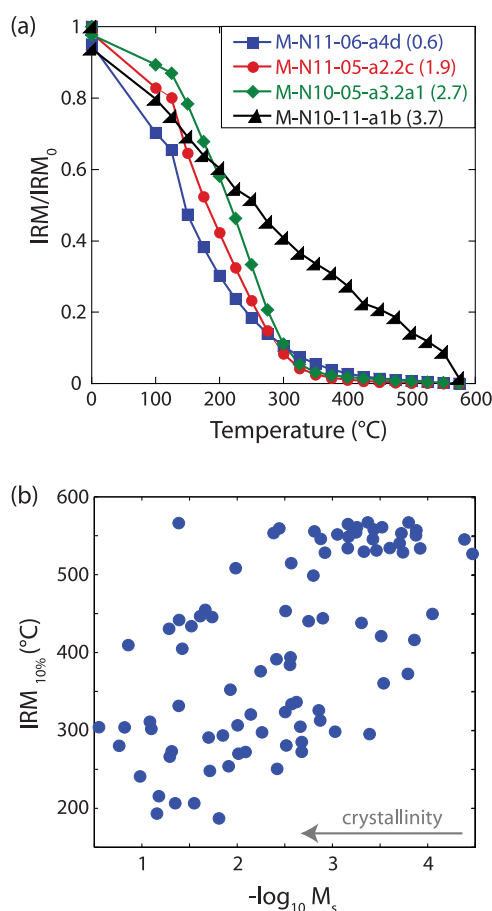 (a)
M-N11-06-a4d (0.6)
M-N11-05-a2.2c (1.9)
M-N10-05-a3.2a1 (2.7)
M-N10-11-a1b (3.7)
1
0.8
0.6
0.4
0.2
0
IRM/IRM0
0 100 200 300 400 500 600
Temperature (°C)
(b)
600
500
400
300
200
IRM 10% (°C)
crystallinity
1 2 3 4
-log10 Ms